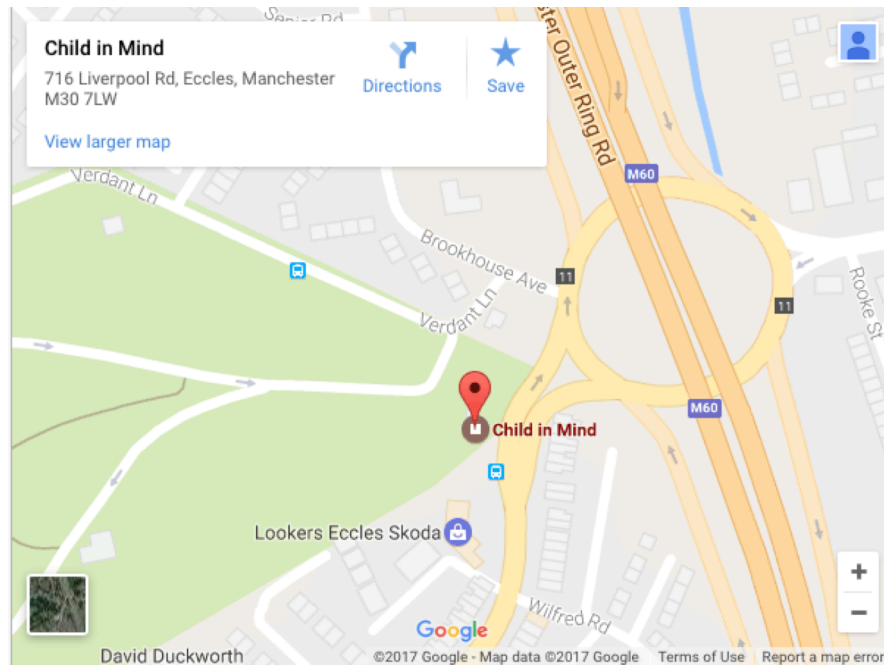 Child in Mind
716 Liverpool Rd, Eccles, Manchester
M30 7LW
View larger map
Directions
Save
Senior Rd
ster Outer Ring Rd
M60
Verdant Ln
Brookhouse Ave
11
Verdant Ln
11
Rooke St
M60
Child in Mind
Lookers Eccles Skoda
Wilfred Rd
+
−
Google
David Duckworth
©2017 Google - Map data ©2017 Google
Terms of Use
Report a map error